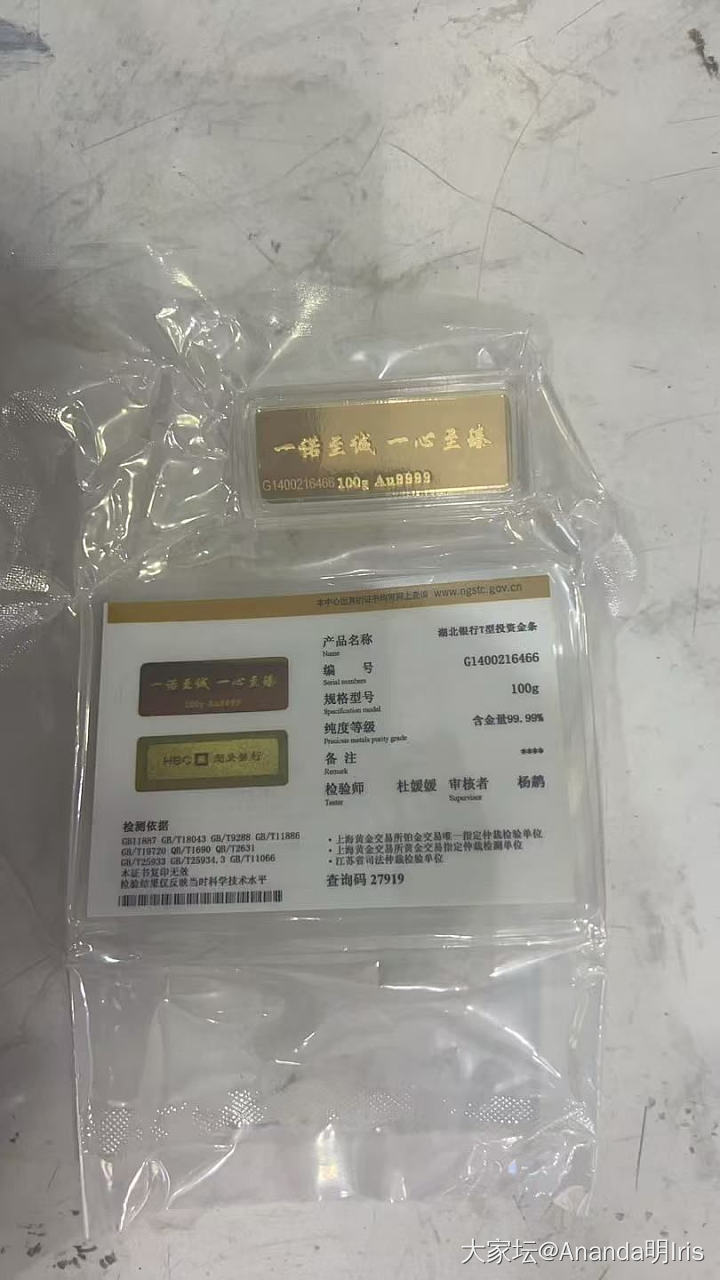 一诺至诚 一心至臻
G1400216466 100g Au9999
本中心出具的证书均可网上查询 www.ngstc.gov.cn
一诺至诚 一心至臻
100g Au9999
HBC 湖北银行
产品名称 湖北银行T型投资金条
Name
编 号 G1400216466
Serial numbers
规格型号 100g
Specification model
纯度等级 含金量99.99%
Precious metals purity grade
备 注 ****
Remark
检验师 杜媛媛 审核者 杨鹔
Tester Supervisor
检测依据
GB11887 GB/T18043 GB/T9288 GB/T11886
GB/T19720 QB/T1690 QB/T2631
GB/T25933 GB/T25934.3 GB/T11066
本证书复印无效
检验结果仅反映当时科学技术水平
• 上海黄金交易所铂金交易唯一指定仲裁检验单位
• 上海黄金交易所黄金交易指定仲裁检测单位
• 江苏省司法仲裁检验单位
查询码 27919
大家坛@Ananda明Iris